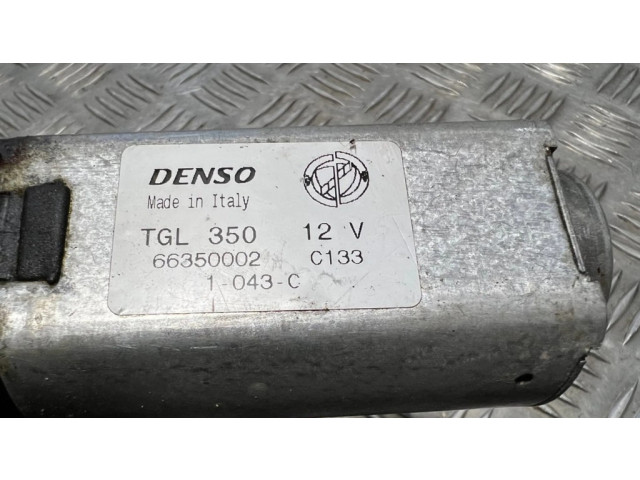 DENSO
Made in Italy
TGL 350 12 V
66350002 C133
1-043-C